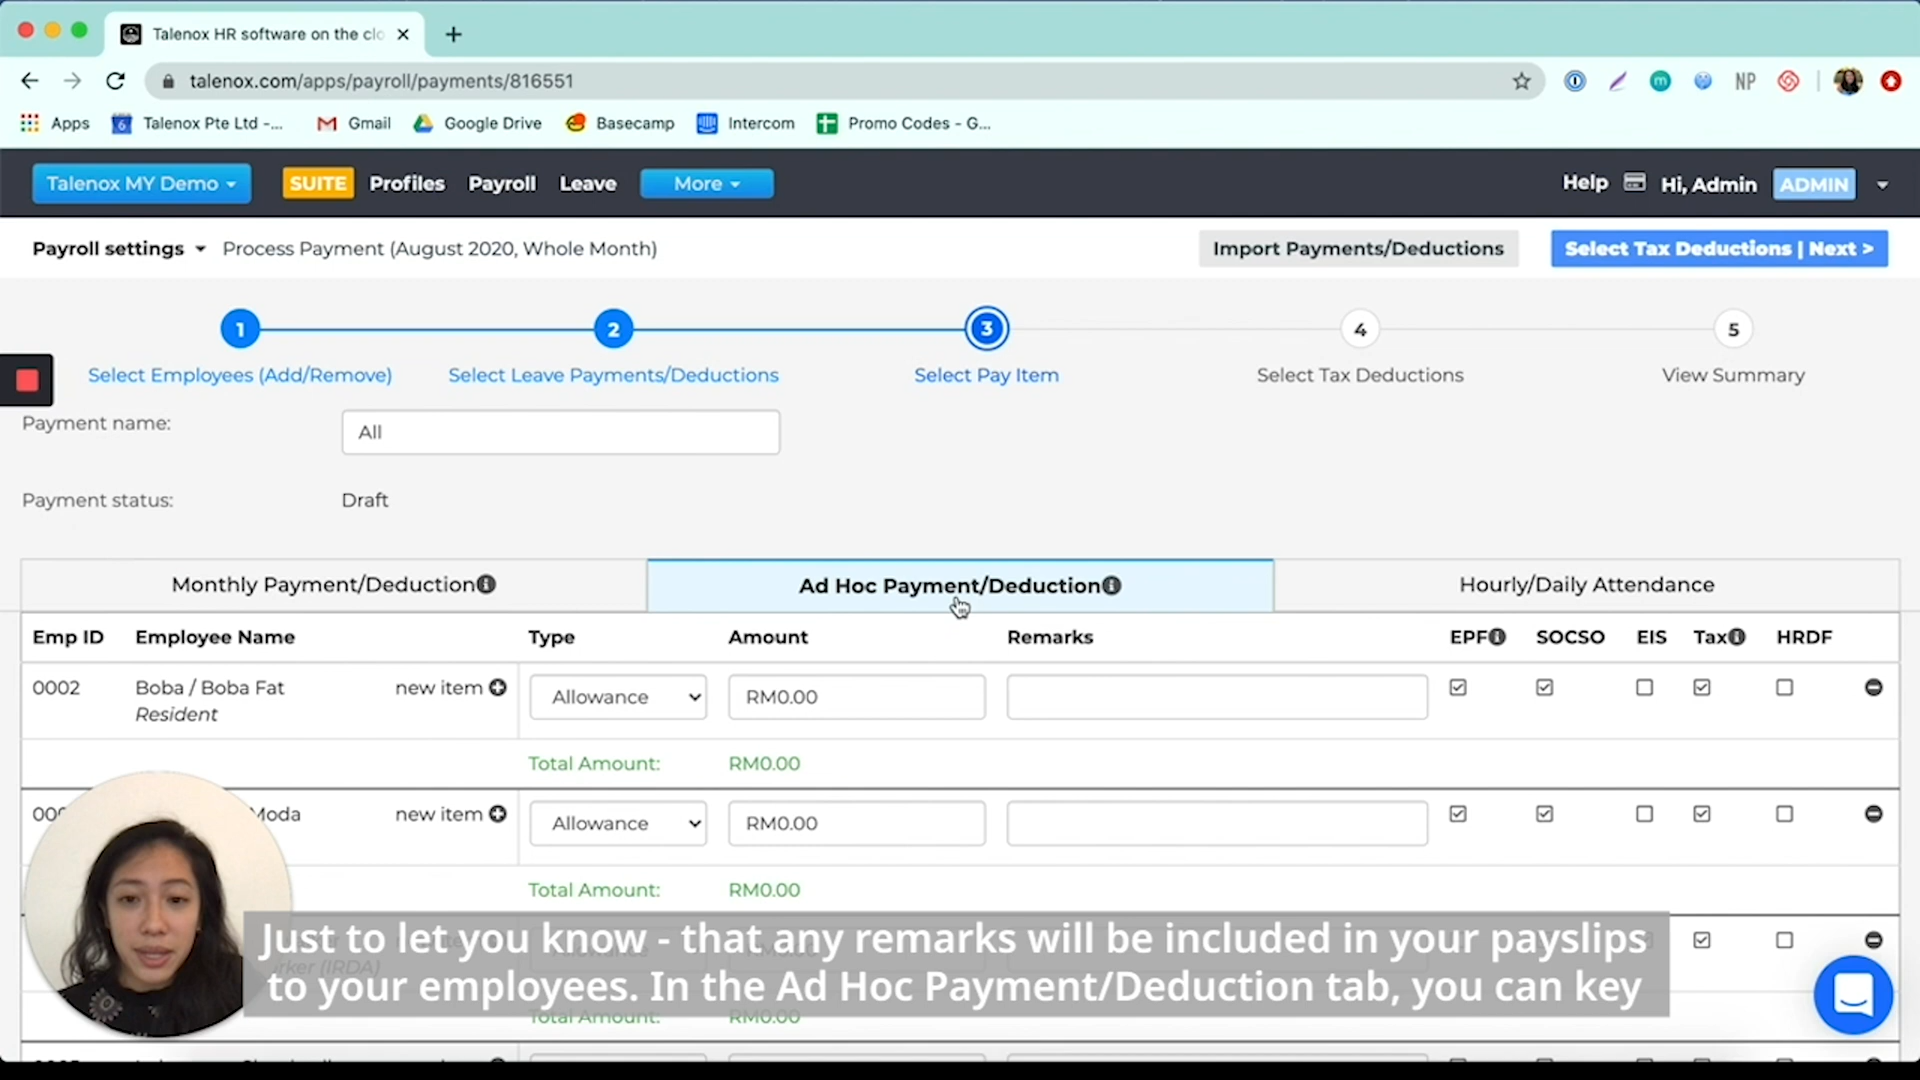 Talenox HR software on the clo
talenox.com/apps/payroll/payments/816551
NP
Apps
6 Talenox Pte Ltd -...
Gmail
Google Drive
Basecamp
Intercom
Promo Codes - G...
Talenox MY Demo
SUITE
Profiles
Payroll
Leave
More
Help
Hi, Admin
ADMIN
Payroll settings
Process Payment (August 2020, Whole Month)
Import Payments/Deductions
Select Tax Deductions | Next >
1
2
3
4
5
Select Employees (Add/Remove)
Select Leave Payments/Deductions
Select Pay Item
Select Tax Deductions
View Summary
Payment name:
All
Payment status:
Draft
Monthly Payment/Deduction
Ad Hoc Payment/Deduction
Hourly/Daily Attendance
Emp ID
Employee Name
Type
Amount
Remarks
EPF
SOCSO
EIS
Tax
HRDF
0002
Boba / Boba Fat
Resident
new item
Allowance
RM0.00
Total Amount:
RM0.00
Moda
new item
Allowance
RM0.00
Total Amount:
RM0.00
Just to let you know - that any remarks will be included in your payslips
to your employees. In the Ad Hoc Payment/Deduction tab, you can key
(IRDA)
Total Amount:
RM0.00